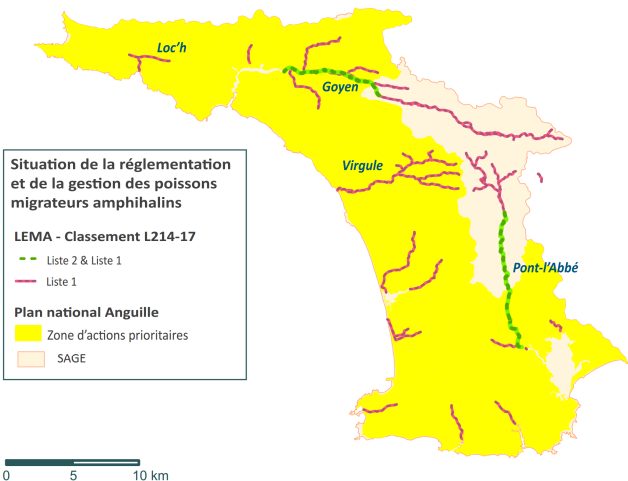 Loc'h
Goyen
Virgule
Pont-l'Abbé
Situation de la réglementation
et de la gestion des poissons
migrateurs amphihalins
LEMA - Classement L214-17
Liste 2 & Liste 1
Liste 1
Plan national Anguille
Zone d'actions prioritaires
SAGE
0 5 10 km